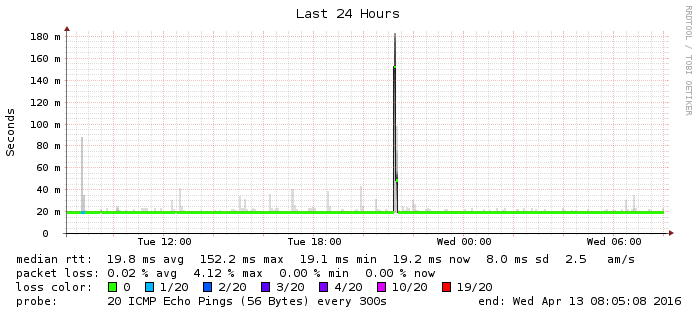 Last 24 Hours
RRDTOOL / TOBI OETIKER
Seconds
180 m
160 m
140 m
120 m
100 m
80 m
60 m
40 m
20 m
0
Tue 12:00 Tue 18:00 Wed 00:00 Wed 06:00
median rtt: 19.8 ms avg 152.2 ms max 19.1 ms min 19.2 ms now 8.0 ms sd 2.5 am/s
packet loss: 0.02 % avg 4.12 % max 0.00 % min 0.00 % now
loss color: 0 1/20 2/20 3/20 4/20 10/20 19/20
probe: 20 ICMP Echo Pings (56 Bytes) every 300s end: Wed Apr 13 08:05:08 2016